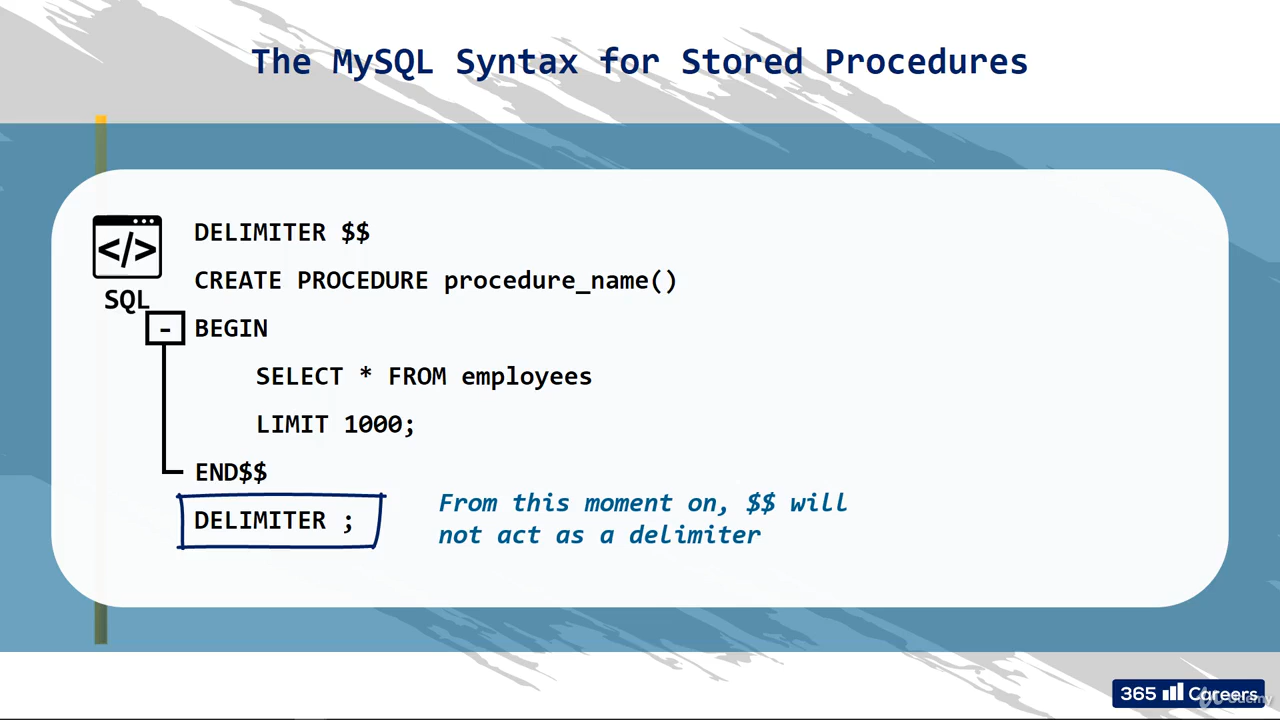 The MySQL Syntax for Stored Procedures
</>
SQL
DELIMITER $$
CREATE PROCEDURE procedure_name()
-
BEGIN
SELECT * FROM employees
LIMIT 1000;
END$$
DELIMITER ;
From this moment on, $$ will
not act as a delimiter
365 Careers
Udemy